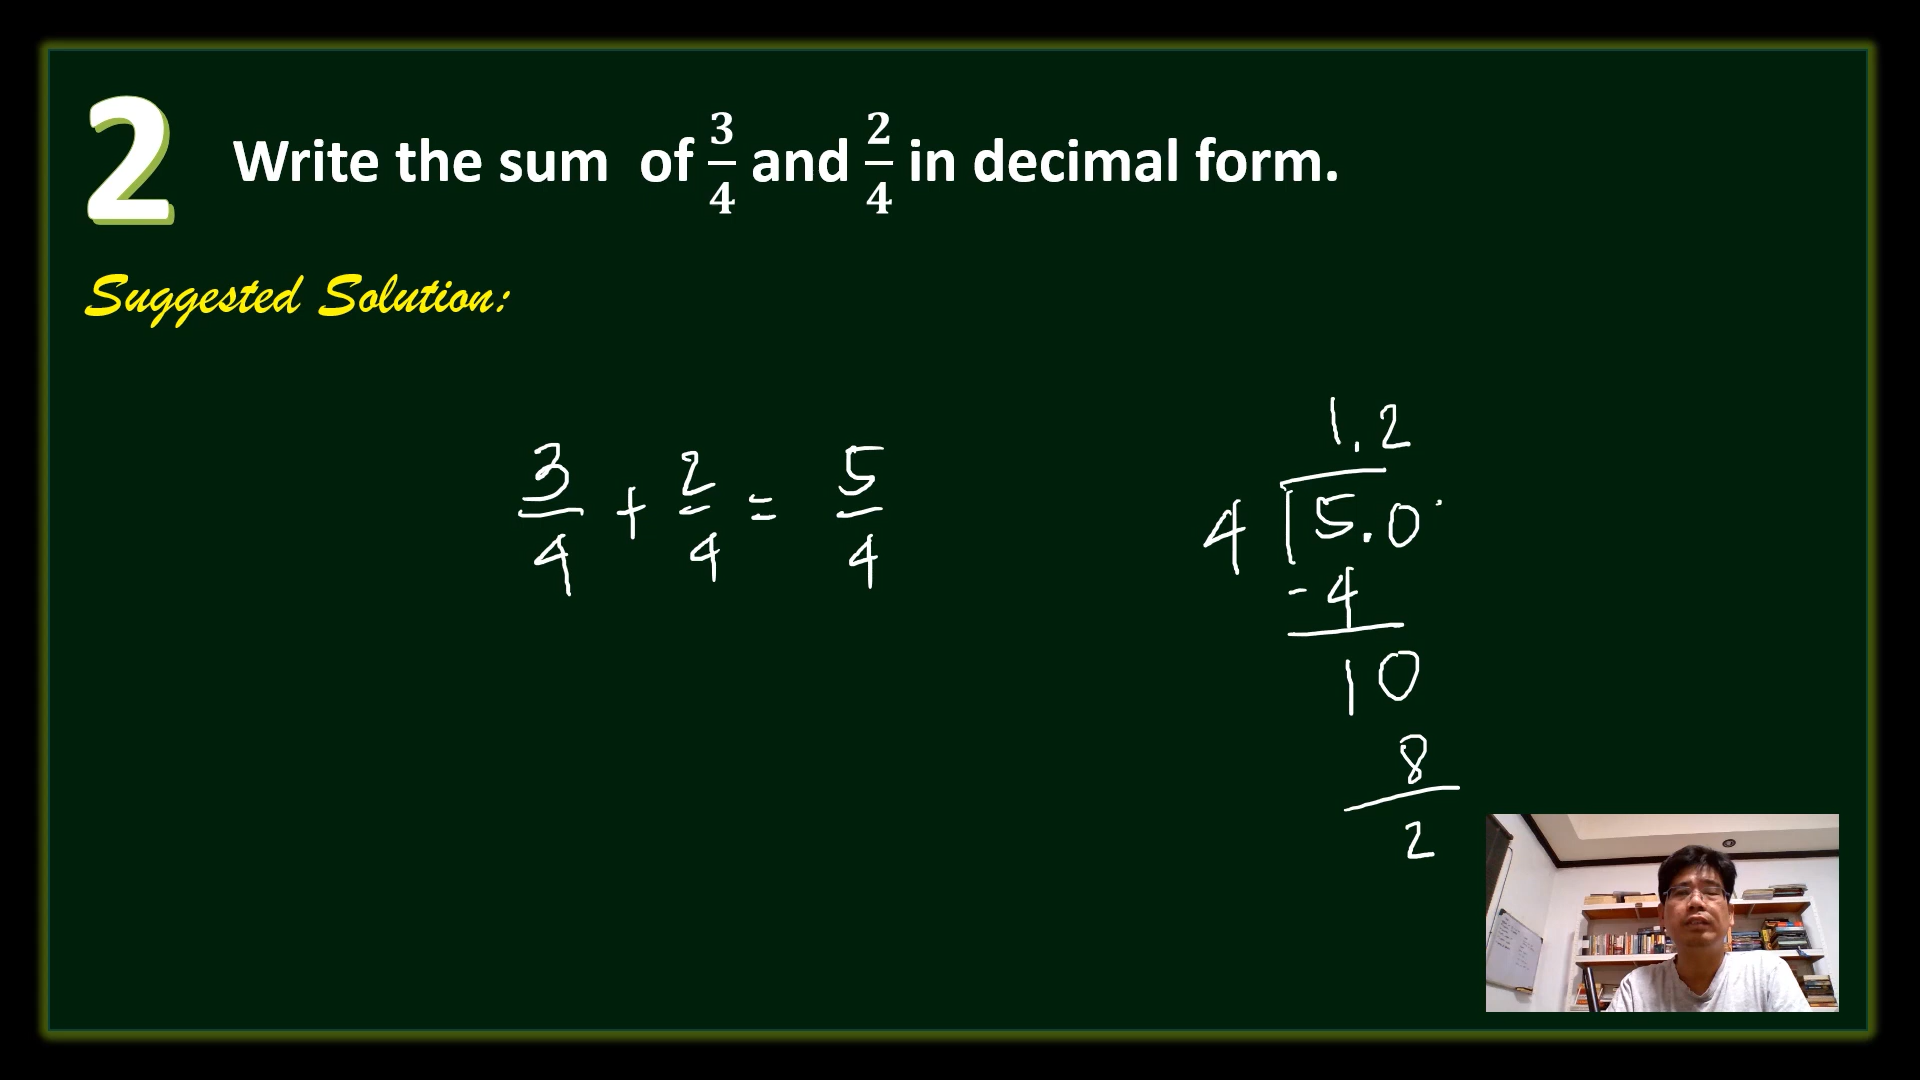 2 Write the sum of 3/4 and 2/4 in decimal form.
Suggested Solution:
3/4 + 2/4 = 5/4
1.2
4 5.0
-4
10
8
2